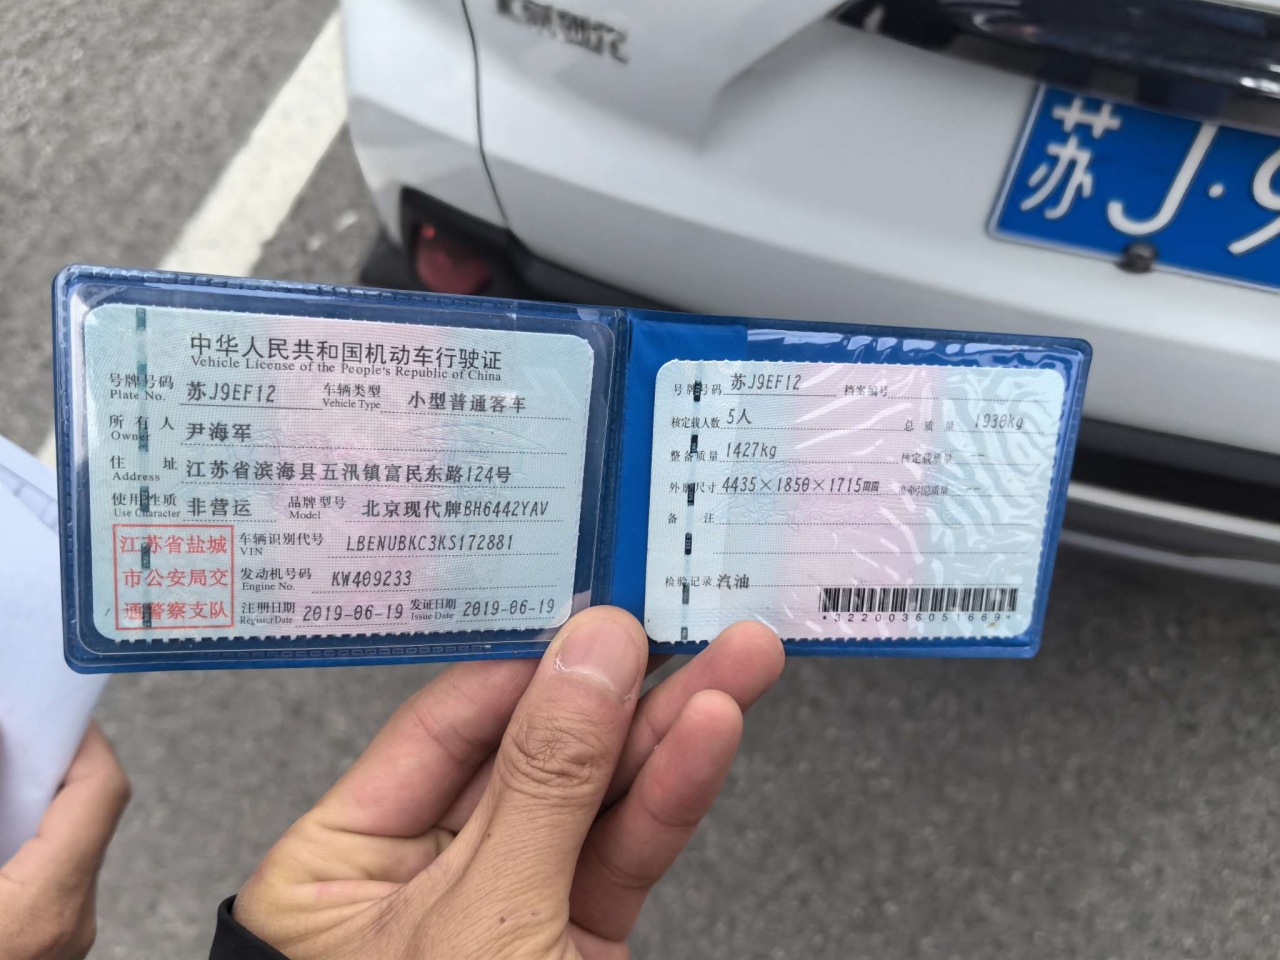 苏J·9
中华人民共和国机动车行驶证
Vehicle License of the People's Republic of China
号牌号码 苏J9EF12 车辆类型 小型普通客车
Plate No. Vehicle Type
所有人 尹海军
Owner
住址 江苏省滨海县五汛镇富民东路124号
Address
使用性质 非营运 品牌型号 北京现代牌BH6442YAV
Use Character Model
江苏省盐城
市公安局交
通警察支队
车辆识别代号 LBENUBKC3KS172881
VIN
发动机号码 KW409233
Engine No.
注册日期 2019-06-19 发证日期 2019-06-19
Register Date Issue Date
号牌号码 苏J9EF12 档案编号
核定载人数 5人 总质量 1930kg
整备质量 1427kg 核定载质量 --
外廓尺寸 4435×1850×1715mm 准牵引总质量 --
备注
检验记录 汽油
*3220036051669*